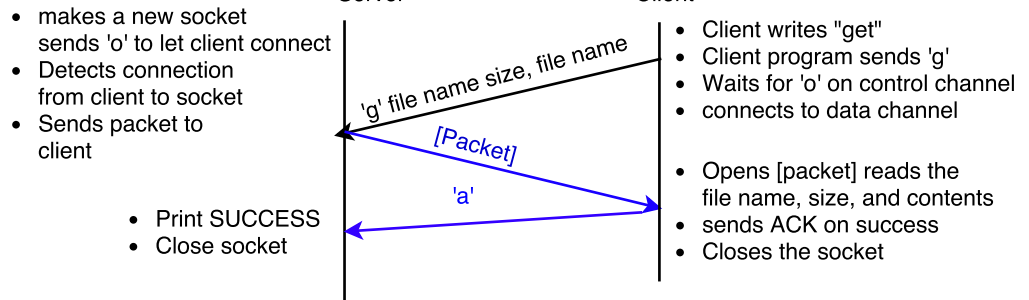 Server
Client
• makes a new socket
sends 'o' to let client connect
• Detects connection
from client to socket
• Sends packet to
client
• Print SUCCESS
• Close socket
'g' file name size, file name
[Packet]
'a'
• Client writes "get"
• Client program sends 'g'
• Waits for 'o' on control channel
• connects to data channel
• Opens [packet] reads the
file name, size, and contents
• sends ACK on success
• Closes the socket